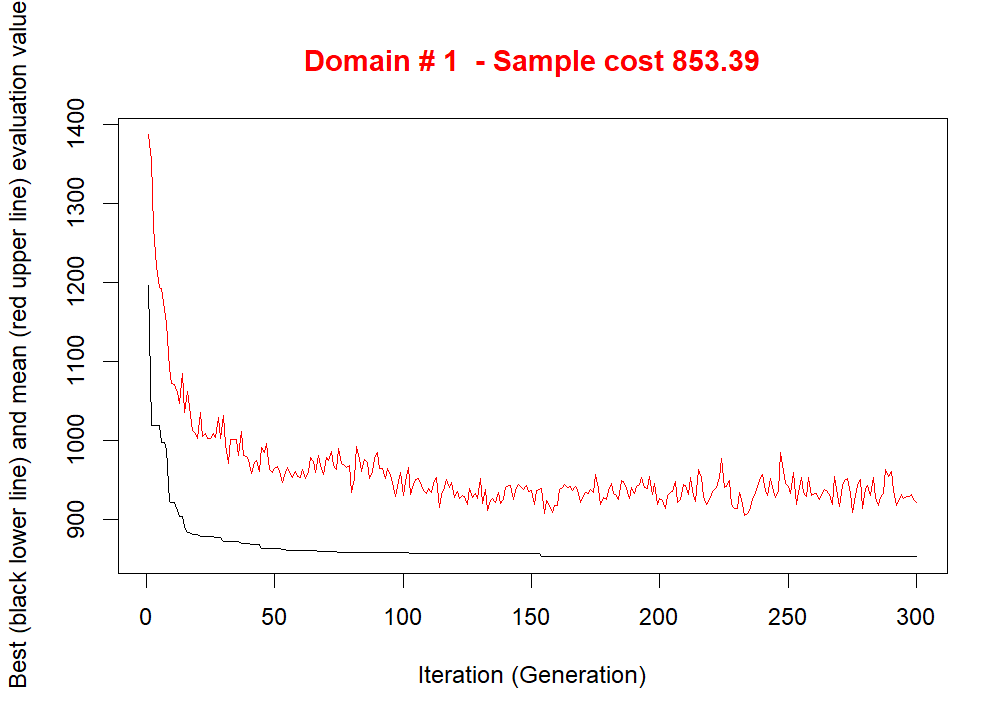 Domain # 1  - Sample cost 853.39
Best (black lower line) and mean (red upper line) evaluation value
1400
1300
1200
1100
1000
900
0 50 100 150 200 250 300
Iteration (Generation)